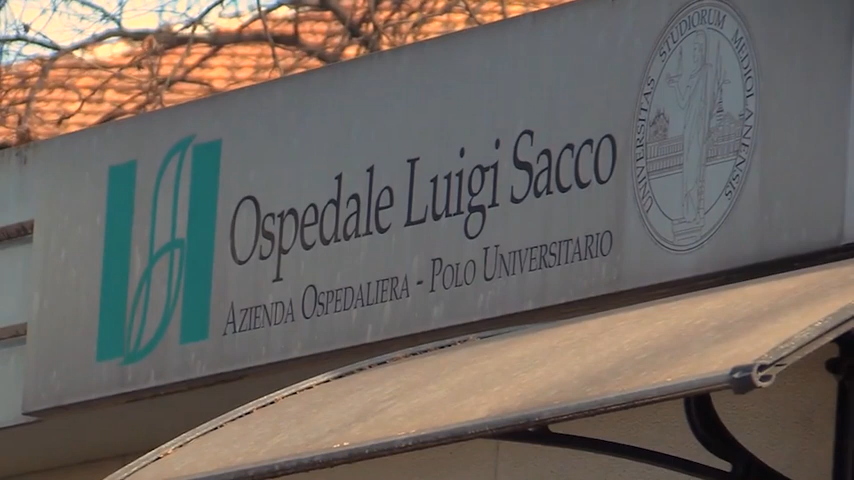 Ospedale Luigi Sacco
AZIENDA OSPEDALIERA - POLO UNIVERSITARIO
UNIVERSITAS STUDIORUM MEDIOLANENSIS